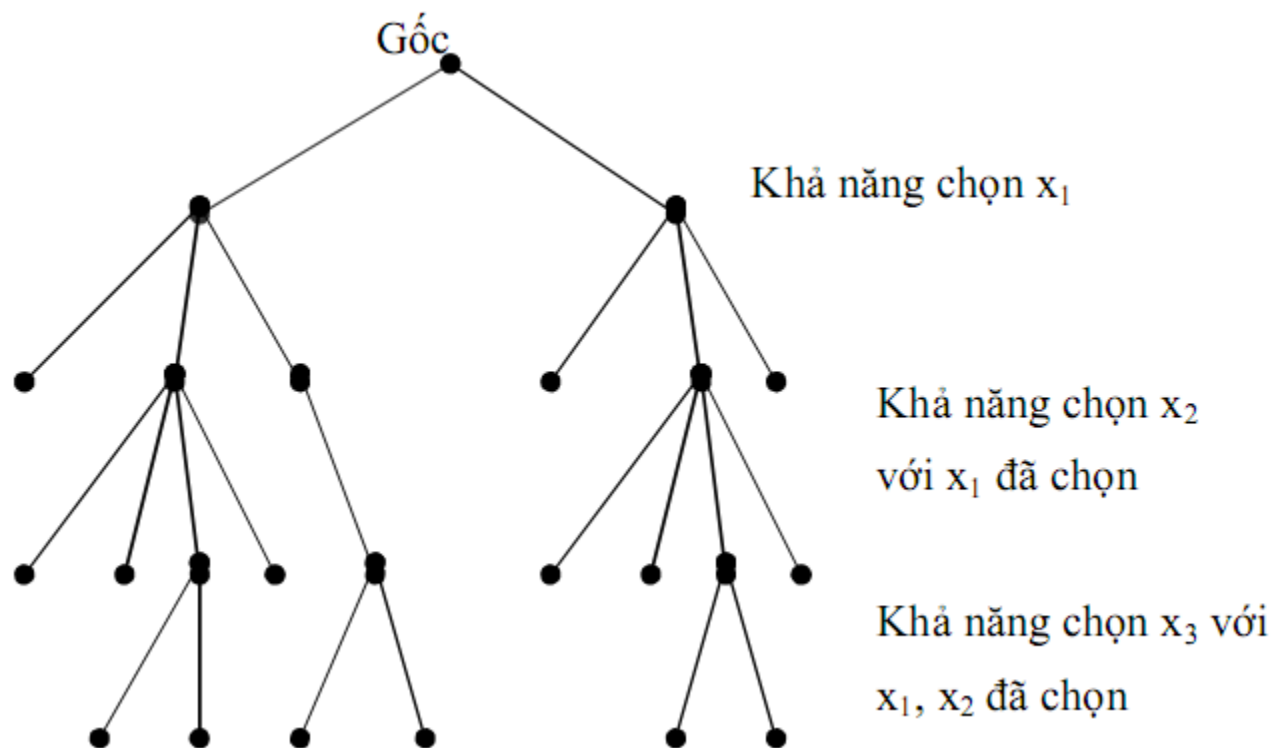 Gốc
Khả năng chọn x₁
Khả năng chọn x₂
với x₁ đã chọn
Khả năng chọn x₃ với
x₁, x₂ đã chọn